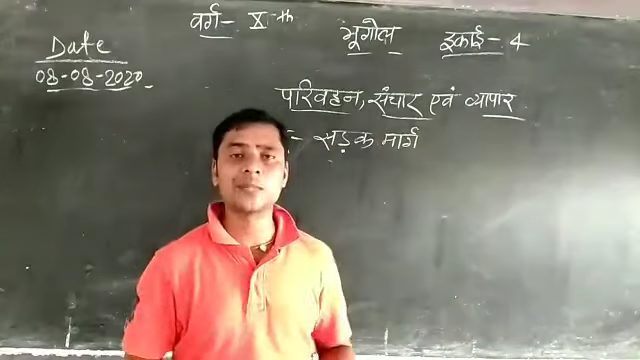 वर्ग- X th भूगोल इकाई- 4
Date
08-08-2020
परिवहन, संचार एवं व्यापार
:- सड़क मार्ग